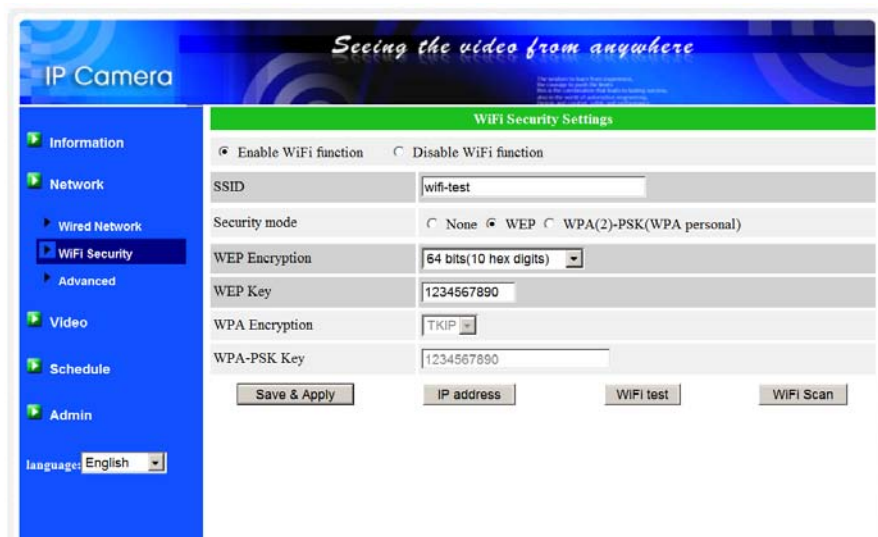 Seeing the video from anywhere
IP Camera
WiFi Security Settings
Information
Network
Wired Network
WiFi Security
Advanced
Video
Schedule
Admin
language: English
Enable WiFi function Disable WiFi function
SSID wifi-test
Security mode None WEP WPA(2)-PSK(WPA personal)
WEP Encryption 64 bits(10 hex digits)
WEP Key 1234567890
WPA Encryption TKIP
WPA-PSK Key 1234567890
Save & Apply IP address WiFi test WiFi Scan